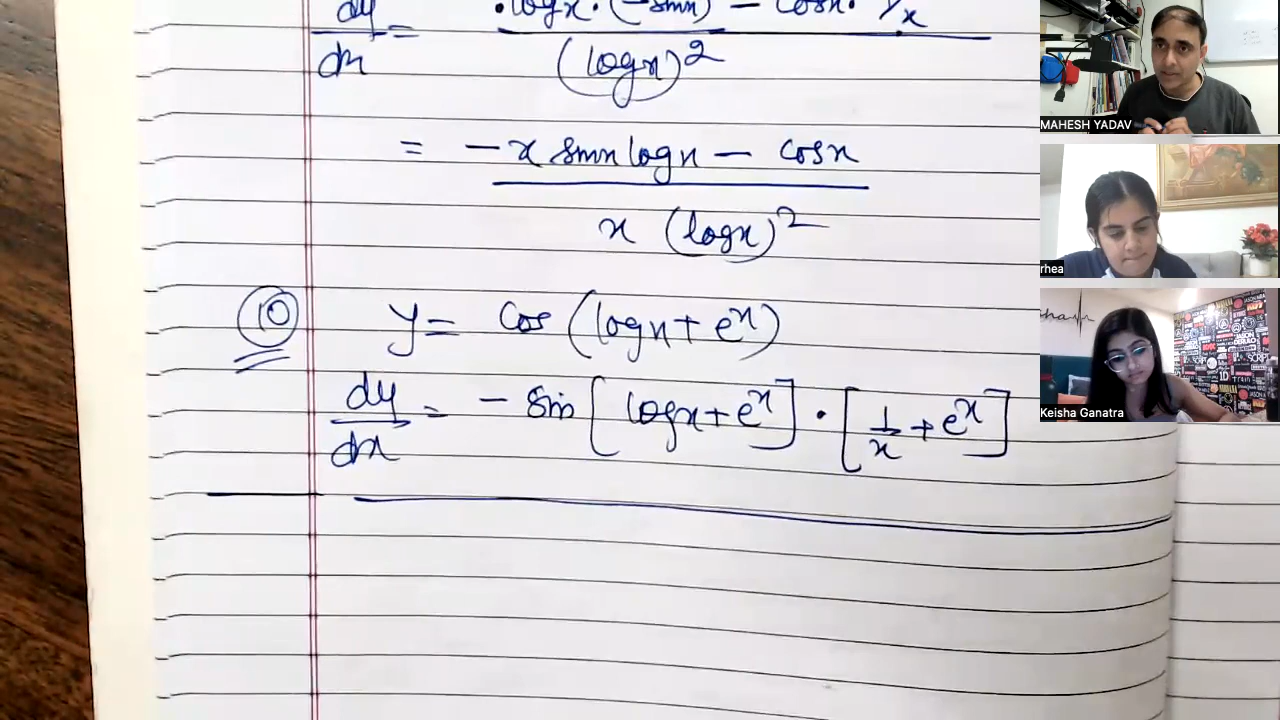 dy/dx = logx·(-sinx) - cosx· 1/x
(logx)²
= -x sinx logx - cosx
x (logx)²
⑩ y = cos (logx + eˣ)
dy/dx = - sin [logx + eˣ] · [1/x + eˣ]
MAHESH YADAV
rhea
Keisha Ganatra